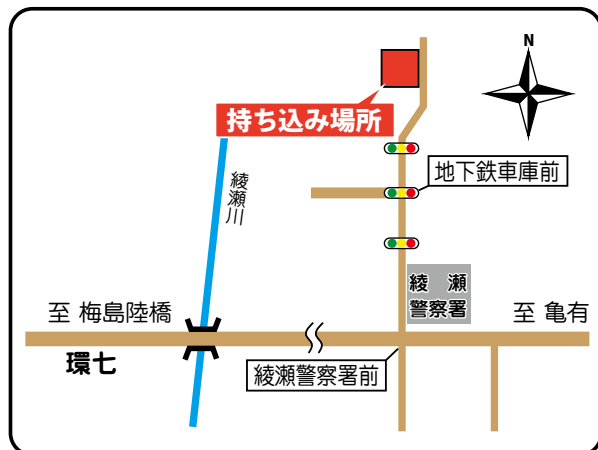 N
持ち込み場所
地下鉄車庫前
綾瀬川
綾 瀬
警察署
至 梅島陸橋
至 亀有
環七
綾瀬警察署前